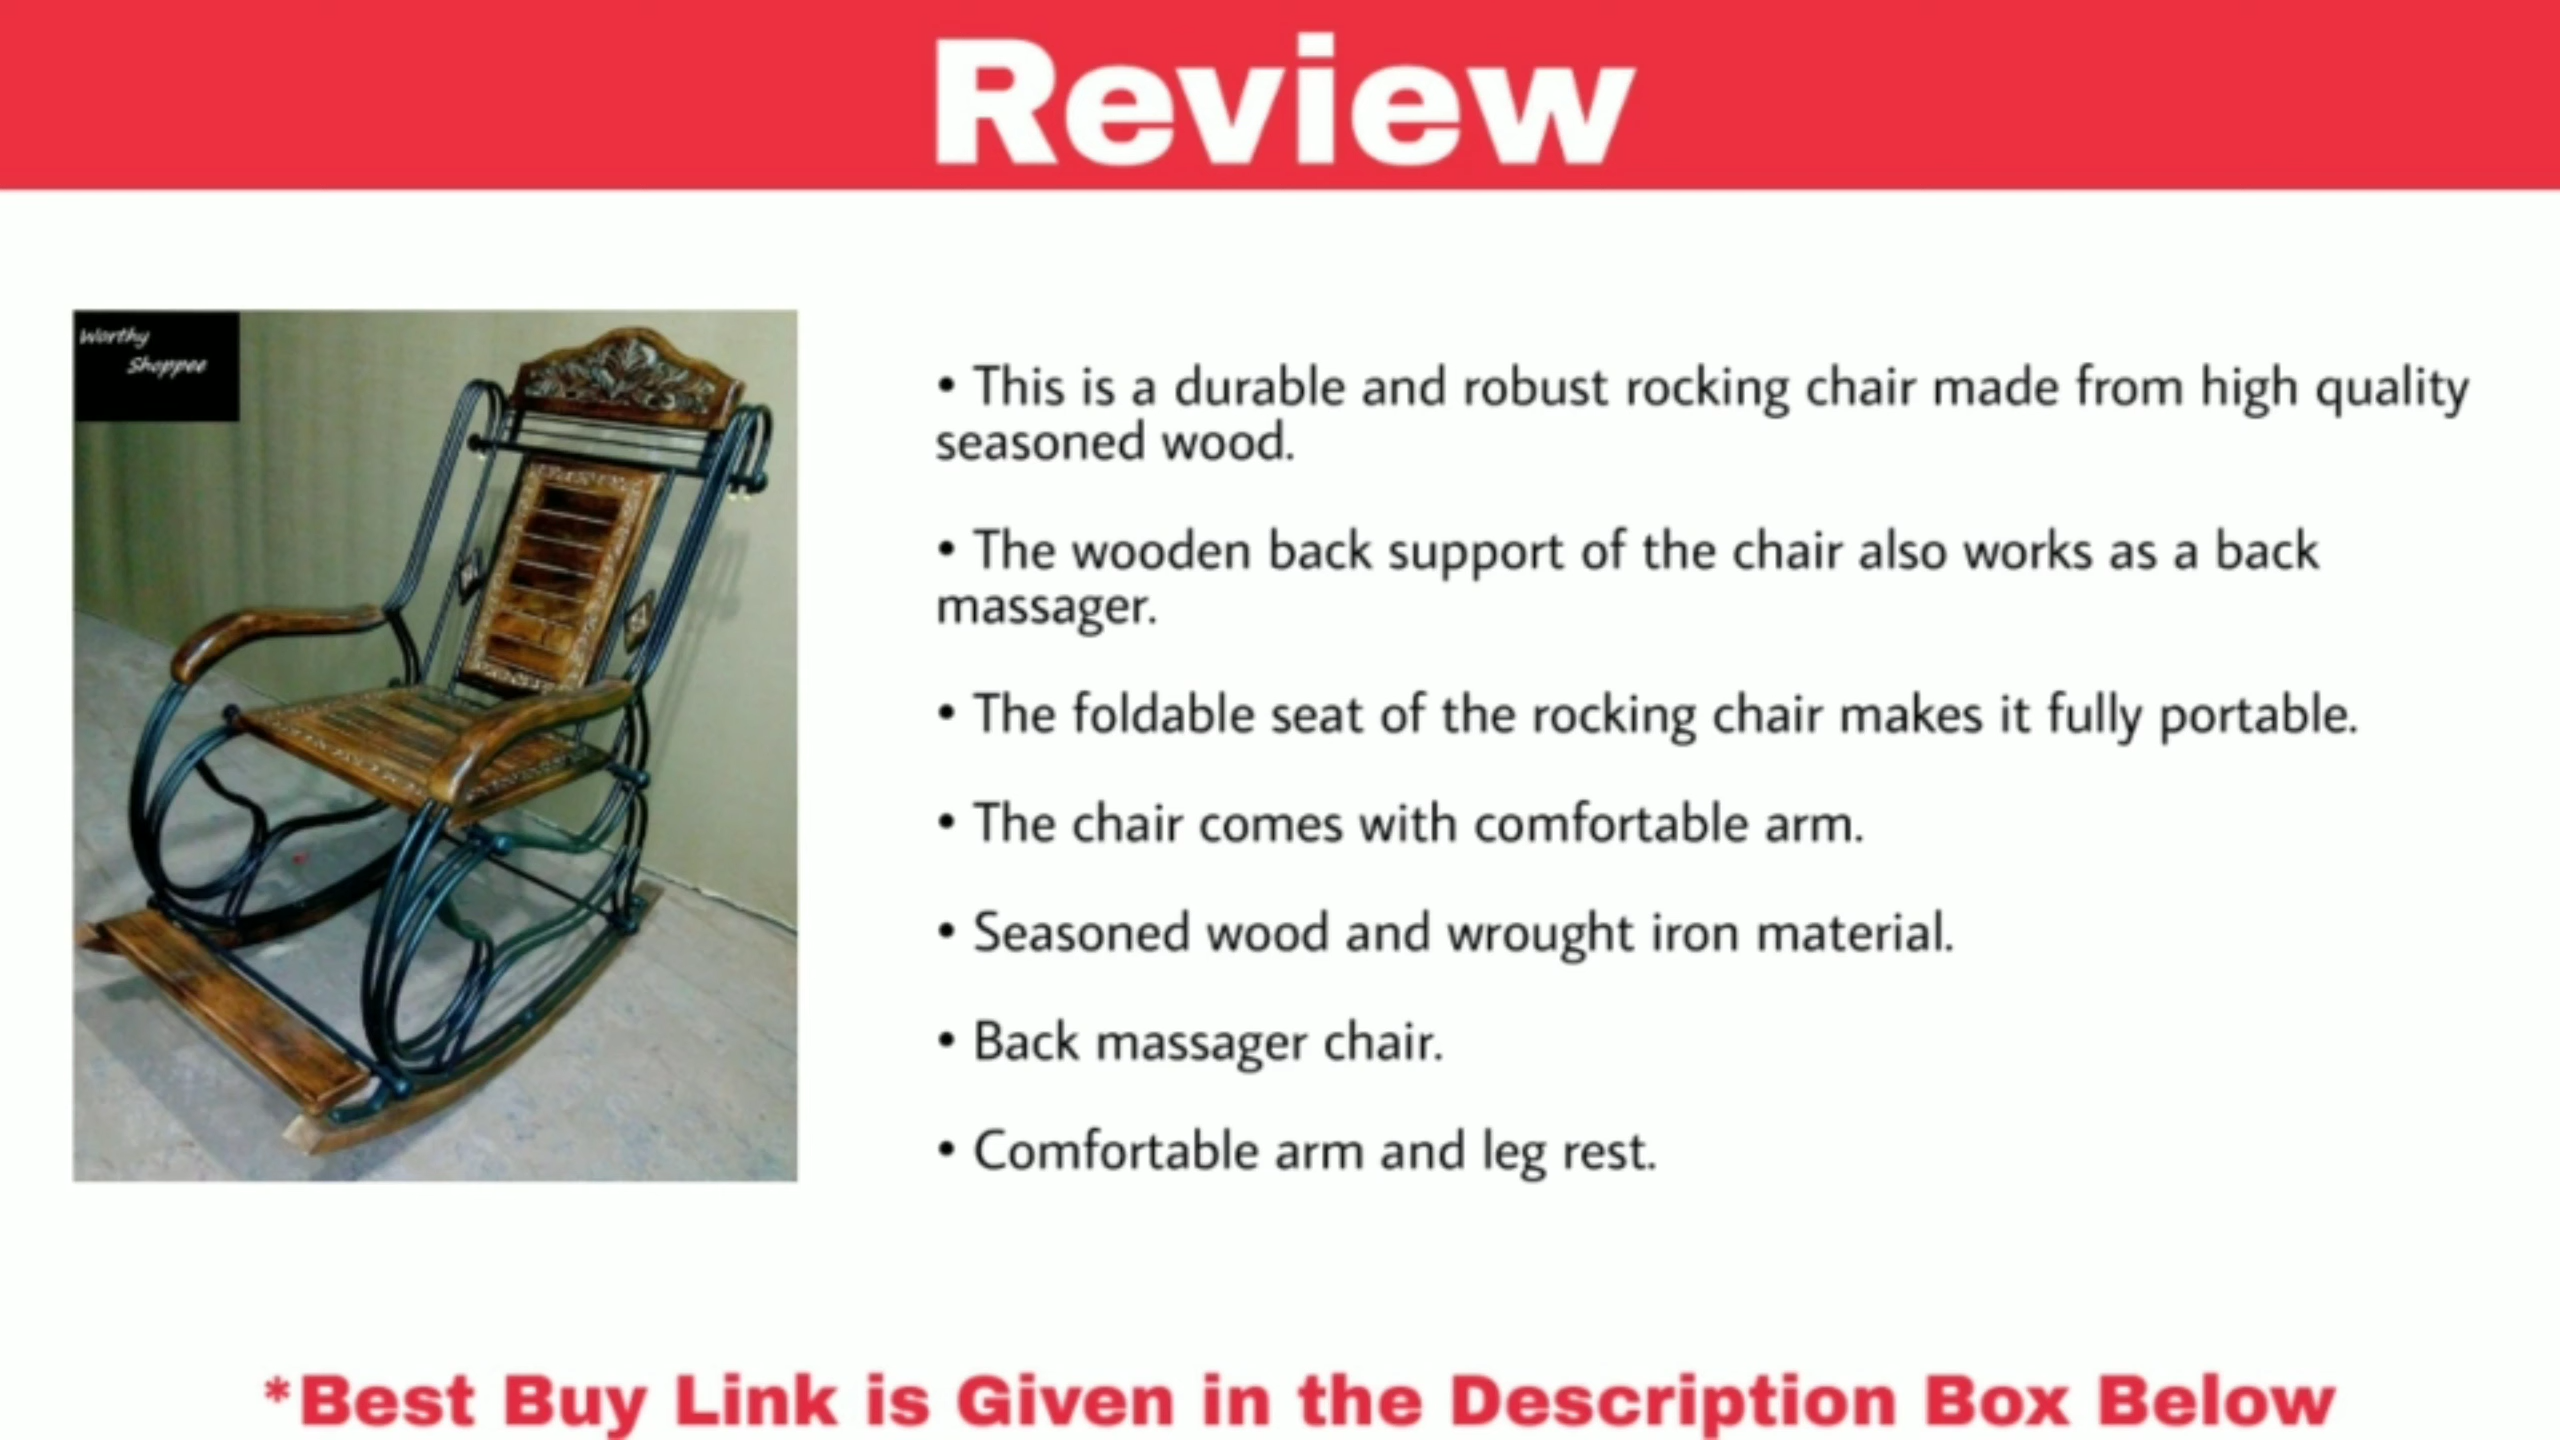 Review
Worthy
Shoppee
• This is a durable and robust rocking chair made from high quality
seasoned wood.
• The wooden back support of the chair also works as a back
massager.
• The foldable seat of the rocking chair makes it fully portable.
• The chair comes with comfortable arm.
• Seasoned wood and wrought iron material.
• Back massager chair.
• Comfortable arm and leg rest.
*Best Buy Link is Given in the Description Box Below